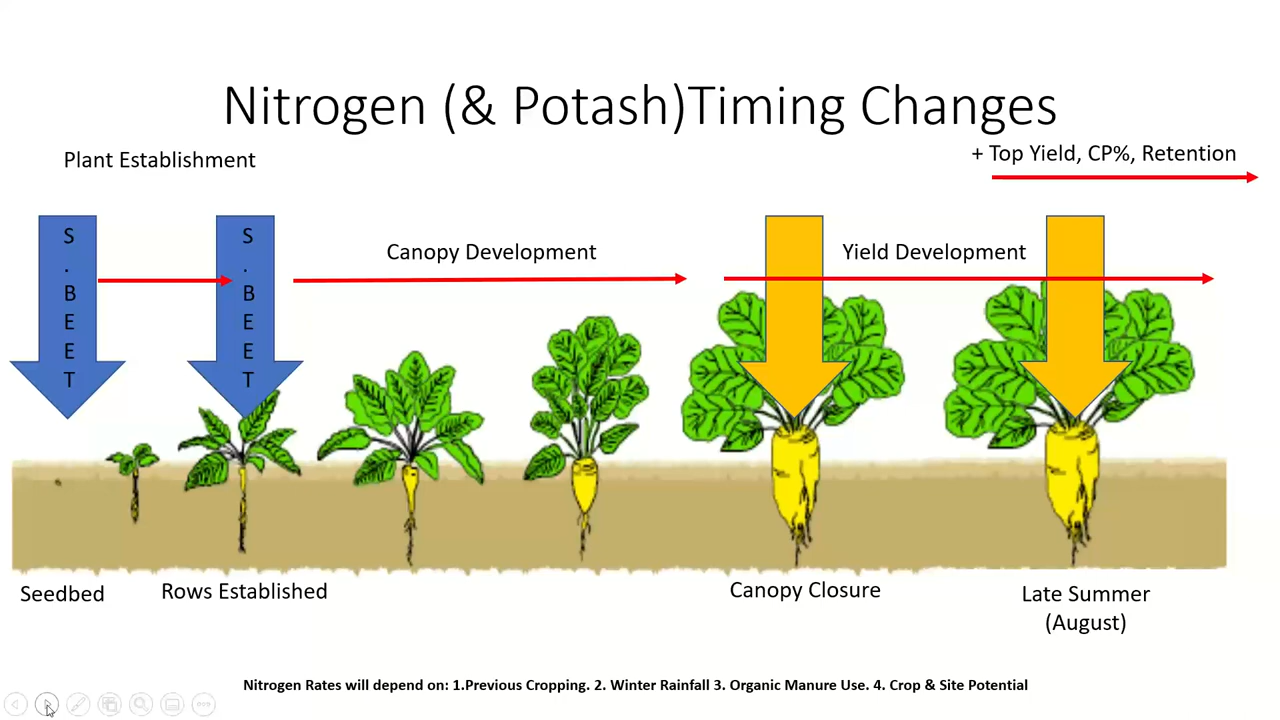 Nitrogen (& Potash)Timing Changes
Plant Establishment
+ Top Yield, CP%, Retention
S
.
B
E
E
T
S
.
B
E
E
T
Canopy Development
Yield Development
Seedbed
Rows Established
Canopy Closure
Late Summer
(August)
Nitrogen Rates will depend on: 1.Previous Cropping. 2. Winter Rainfall 3. Organic Manure Use. 4. Crop & Site Potential